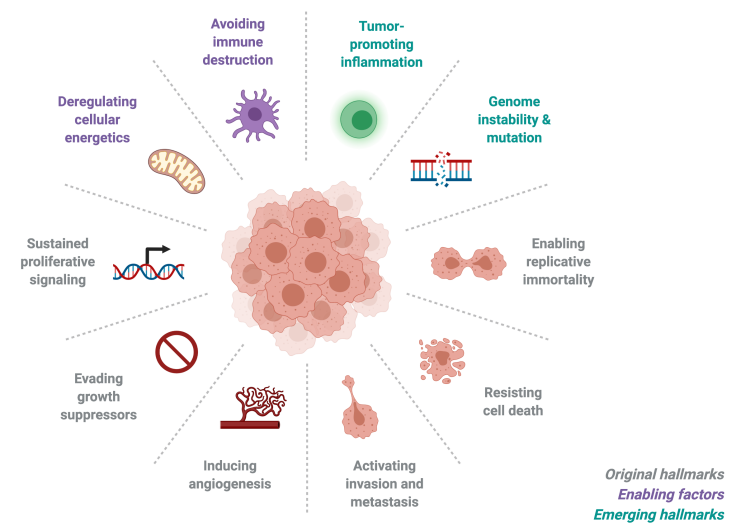 Avoiding
immune
destruction
Tumor-
promoting
inflammation
Deregulating
cellular
energetics
Genome
instability &
mutation
Sustained
proliferative
signaling
Enabling
replicative
immortality
Evading
growth
suppressors
Resisting
cell death
Inducing
angiogenesis
Activating
invasion and
metastasis
Original hallmarks
Enabling factors
Emerging hallmarks